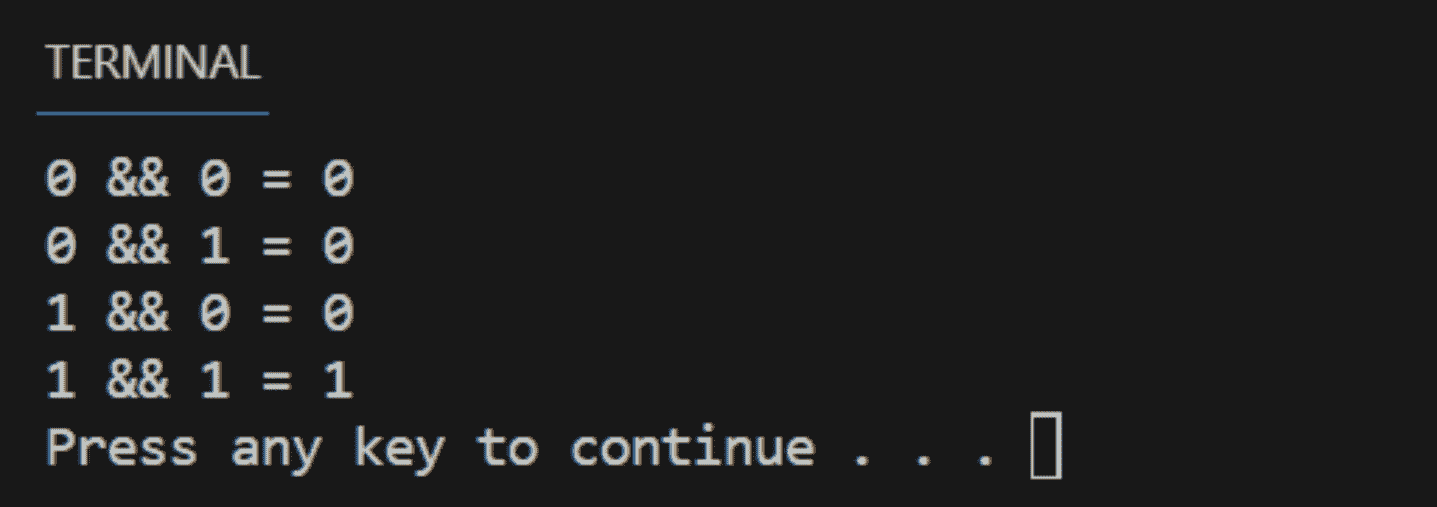 TERMINAL
0 && 0 = 0
0 && 1 = 0
1 && 0 = 0
1 && 1 = 1
Press any key to continue . . .